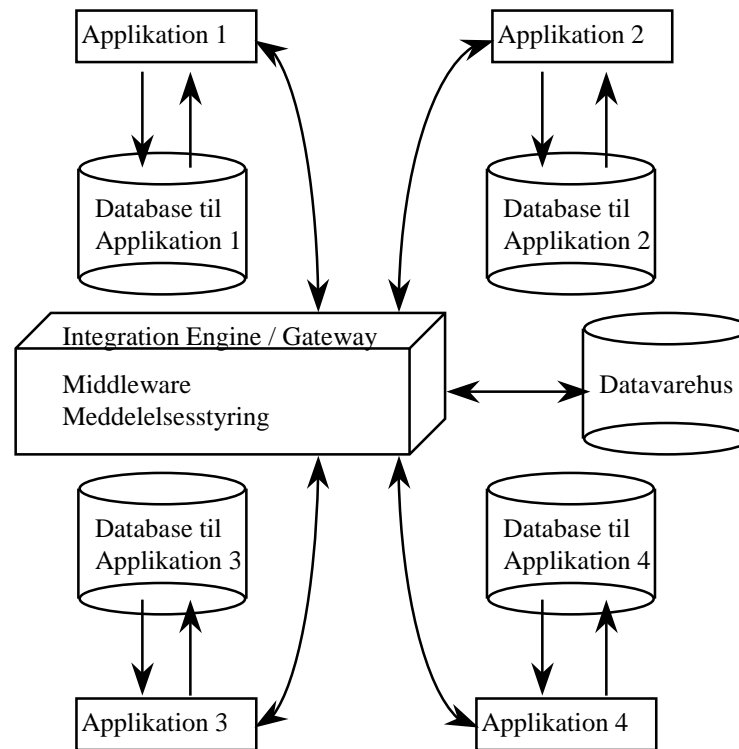 Applikation 1
Applikation 2
Database til
Applikation 1
Database til
Applikation 2
Integration Engine / Gateway
Middleware
Meddelelsesstyring
Datavarehus
Database til
Applikation 3
Database til
Applikation 4
Applikation 3
Applikation 4